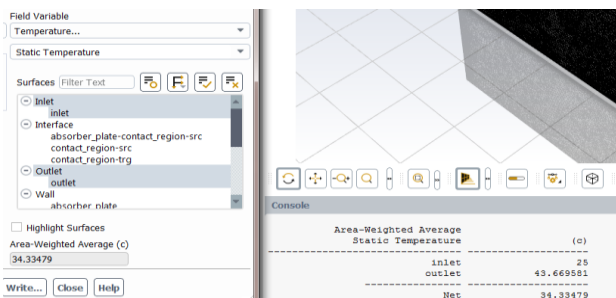 Field Variable
Temperature...
Static Temperature
Surfaces Filter Text
Inlet
inlet
Interface
absorber_plate-contact_region-src
contact_region-src
contact_region-trg
Outlet
outlet
Wall
absorber_plate
Highlight Surfaces
Area-Weighted Average (c)
34.33479
Write... Close Help
Console
Area-Weighted Average
Static Temperature (c)
-------------------------------- --------------------
inlet 25
outlet 43.669581
---------------- --------------------
Net 34.33479